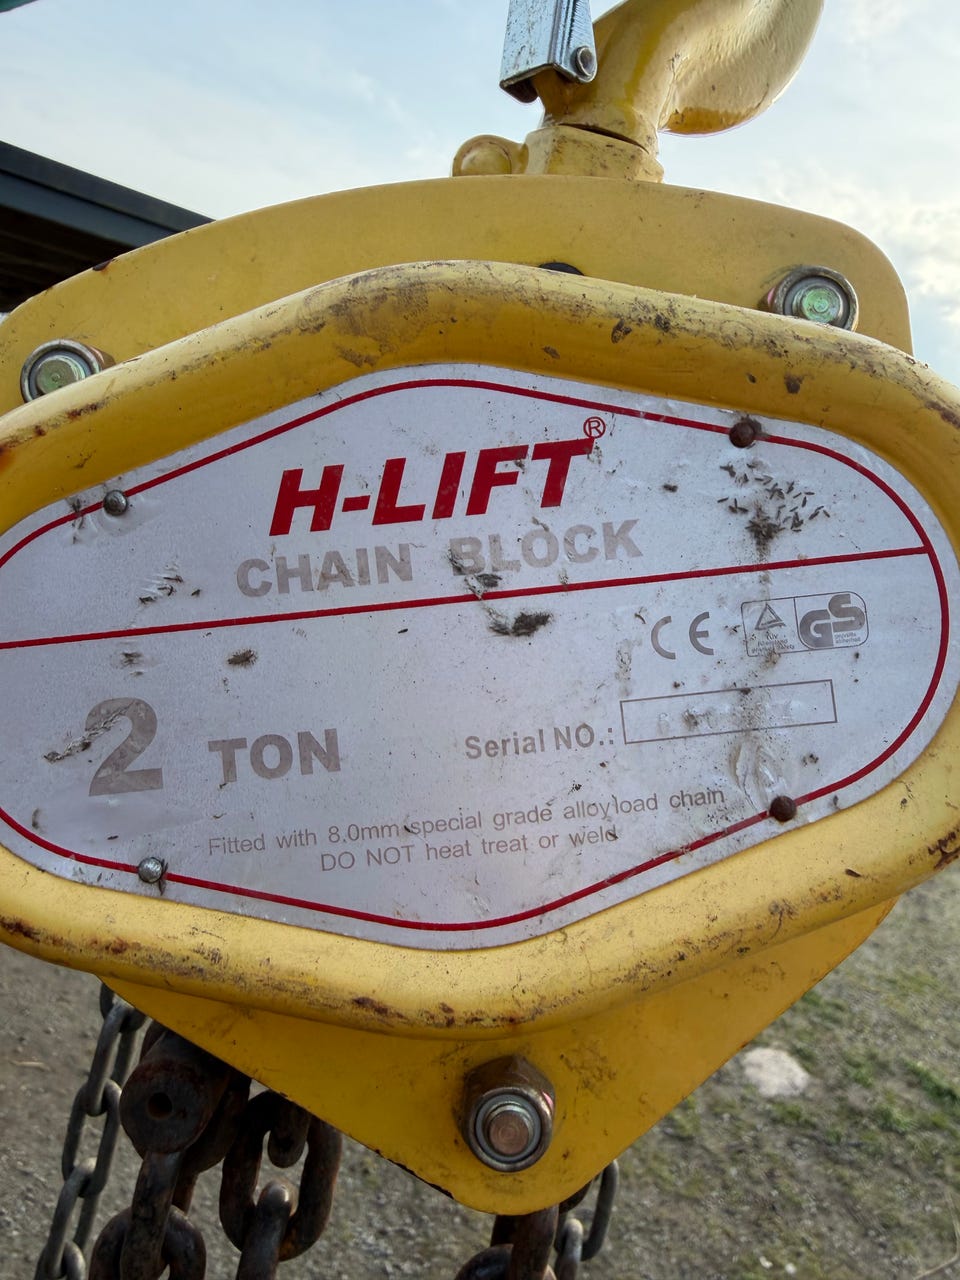 H-LIFT®
CHAIN BLOCK
CE
TÜV
GS
2 TON
Serial NO.:
Fitted with 8.0mm special grade alloy load chain
DO NOT heat treat or weld